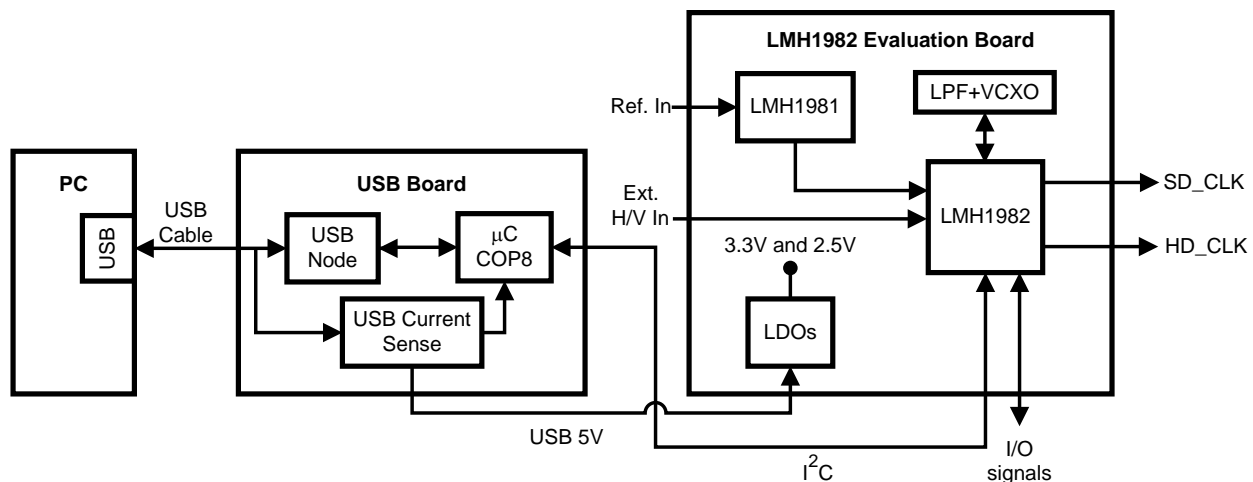 LMH1982 Evaluation Board
LPF+VCXO
Ref. In
LMH1981
PC
USB Board
SD_CLK
USB
Cable
Ext.
H/V In
LMH1982
USB
USB
Node
µC
COP8
3.3V and 2.5V
HD_CLK
USB Current
Sense
LDOs
USB 5V
I²C
I/O
signals